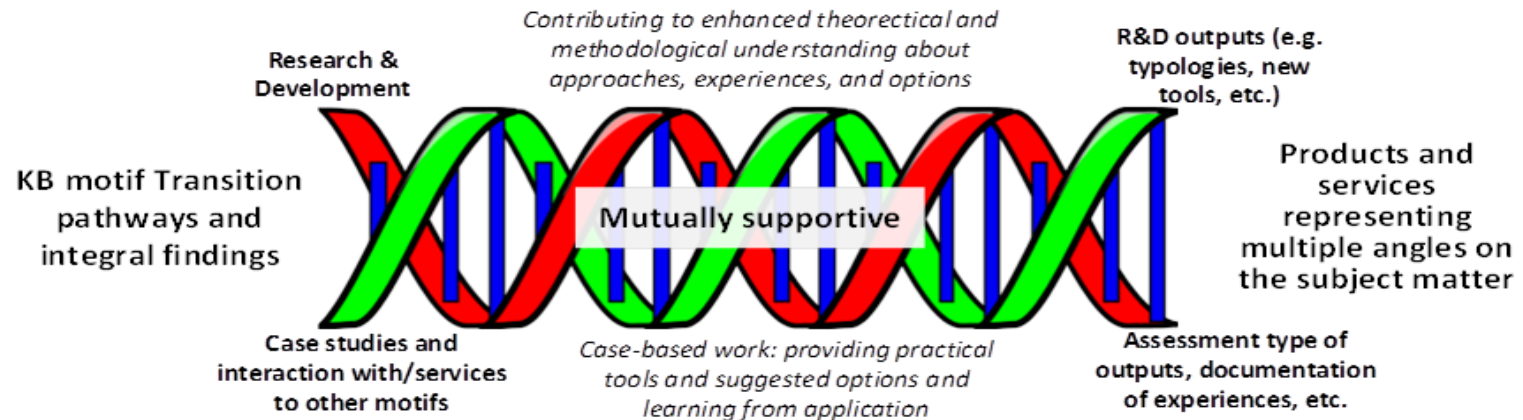 Contributing to enhanced theorectical and
methodological understanding about
approaches, experiences, and options
Research &
Development
R&D outputs (e.g.
typologies, new
tools, etc.)
KB motif Transition
pathways and
integral findings
Mutually supportive
Products and
services
representing
multiple angles on
the subject matter
Case studies and
interaction with/services
to other motifs
Case-based work: providing practical
tools and suggested options and
learning from application
Assessment type of
outputs, documentation
of experiences, etc.